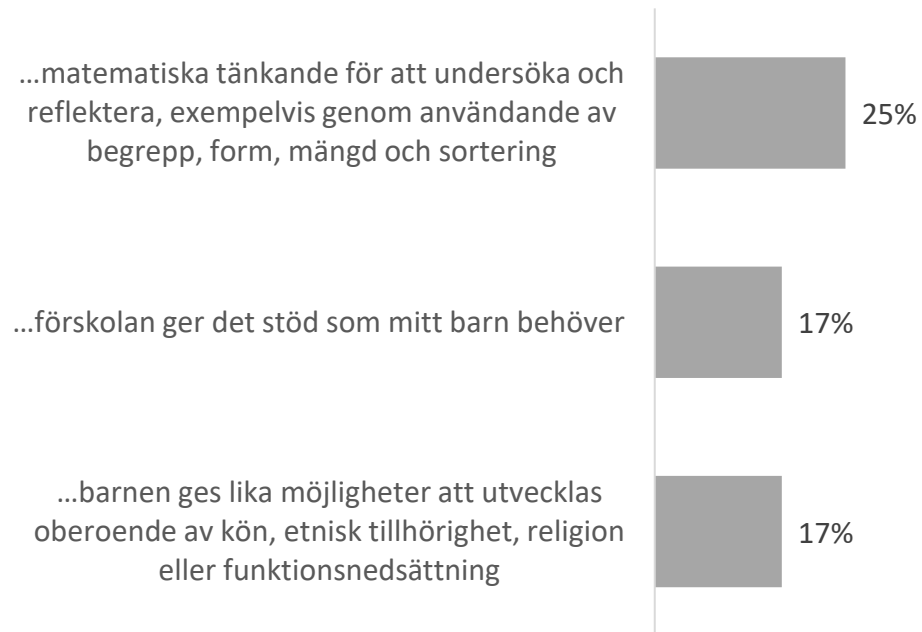 ...matematiska tänkande för att undersöka och
reflektera, exempelvis genom användande av
begrepp, form, mängd och sortering
25%
...förskolan ger det stöd som mitt barn behöver
17%
...barnen ges lika möjligheter att utvecklas
oberoende av kön, etnisk tillhörighet, religion
eller funktionsnedsättning
17%